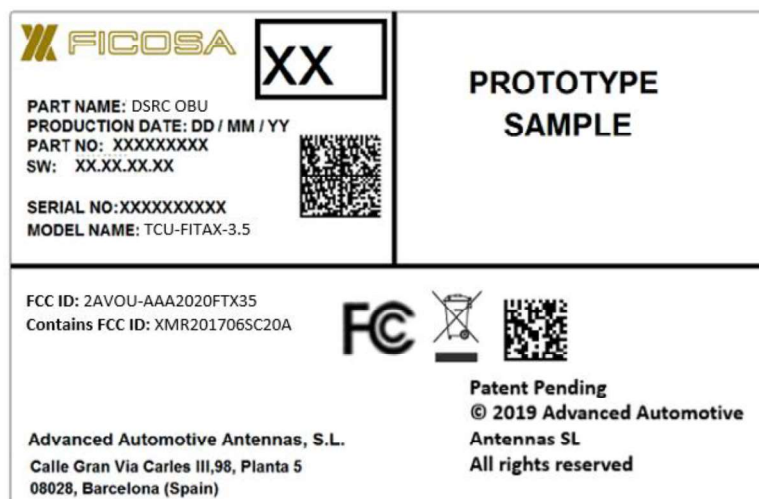 FICOSA
XX
PART NAME: DSRC OBU
PRODUCTION DATE: DD / MM / YY
PART NO: XXXXXXXXX
SW: XX.XX.XX.XX
SERIAL NO:XXXXXXXXXX
MODEL NAME: TCU-FITAX-3.5
PROTOTYPE
SAMPLE
FCC ID: 2AVOU-AAA2020FTX35
Contains FCC ID: XMR201706SC20A
FC
Advanced Automotive Antennas, S.L.
Calle Gran Via Carles III,98, Planta 5
08028, Barcelona (Spain)
Patent Pending
© 2019 Advanced Automotive
Antennas SL
All rights reserved